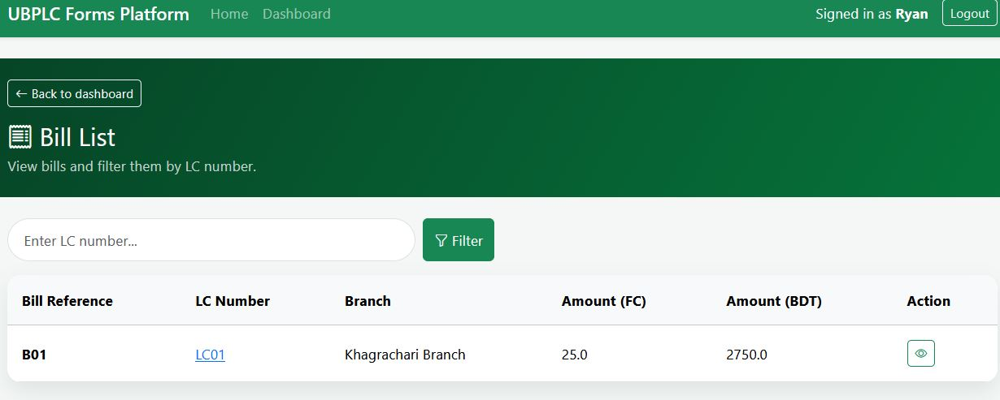 UBPLC Forms Platform Home Dashboard Signed in as Ryan Logout
← Back to dashboard
Bill List
View bills and filter them by LC number.
Enter LC number... Filter
Bill Reference LC Number Branch Amount (FC) Amount (BDT) Action
B01 LC01 Khagrachari Branch 25.0 2750.0